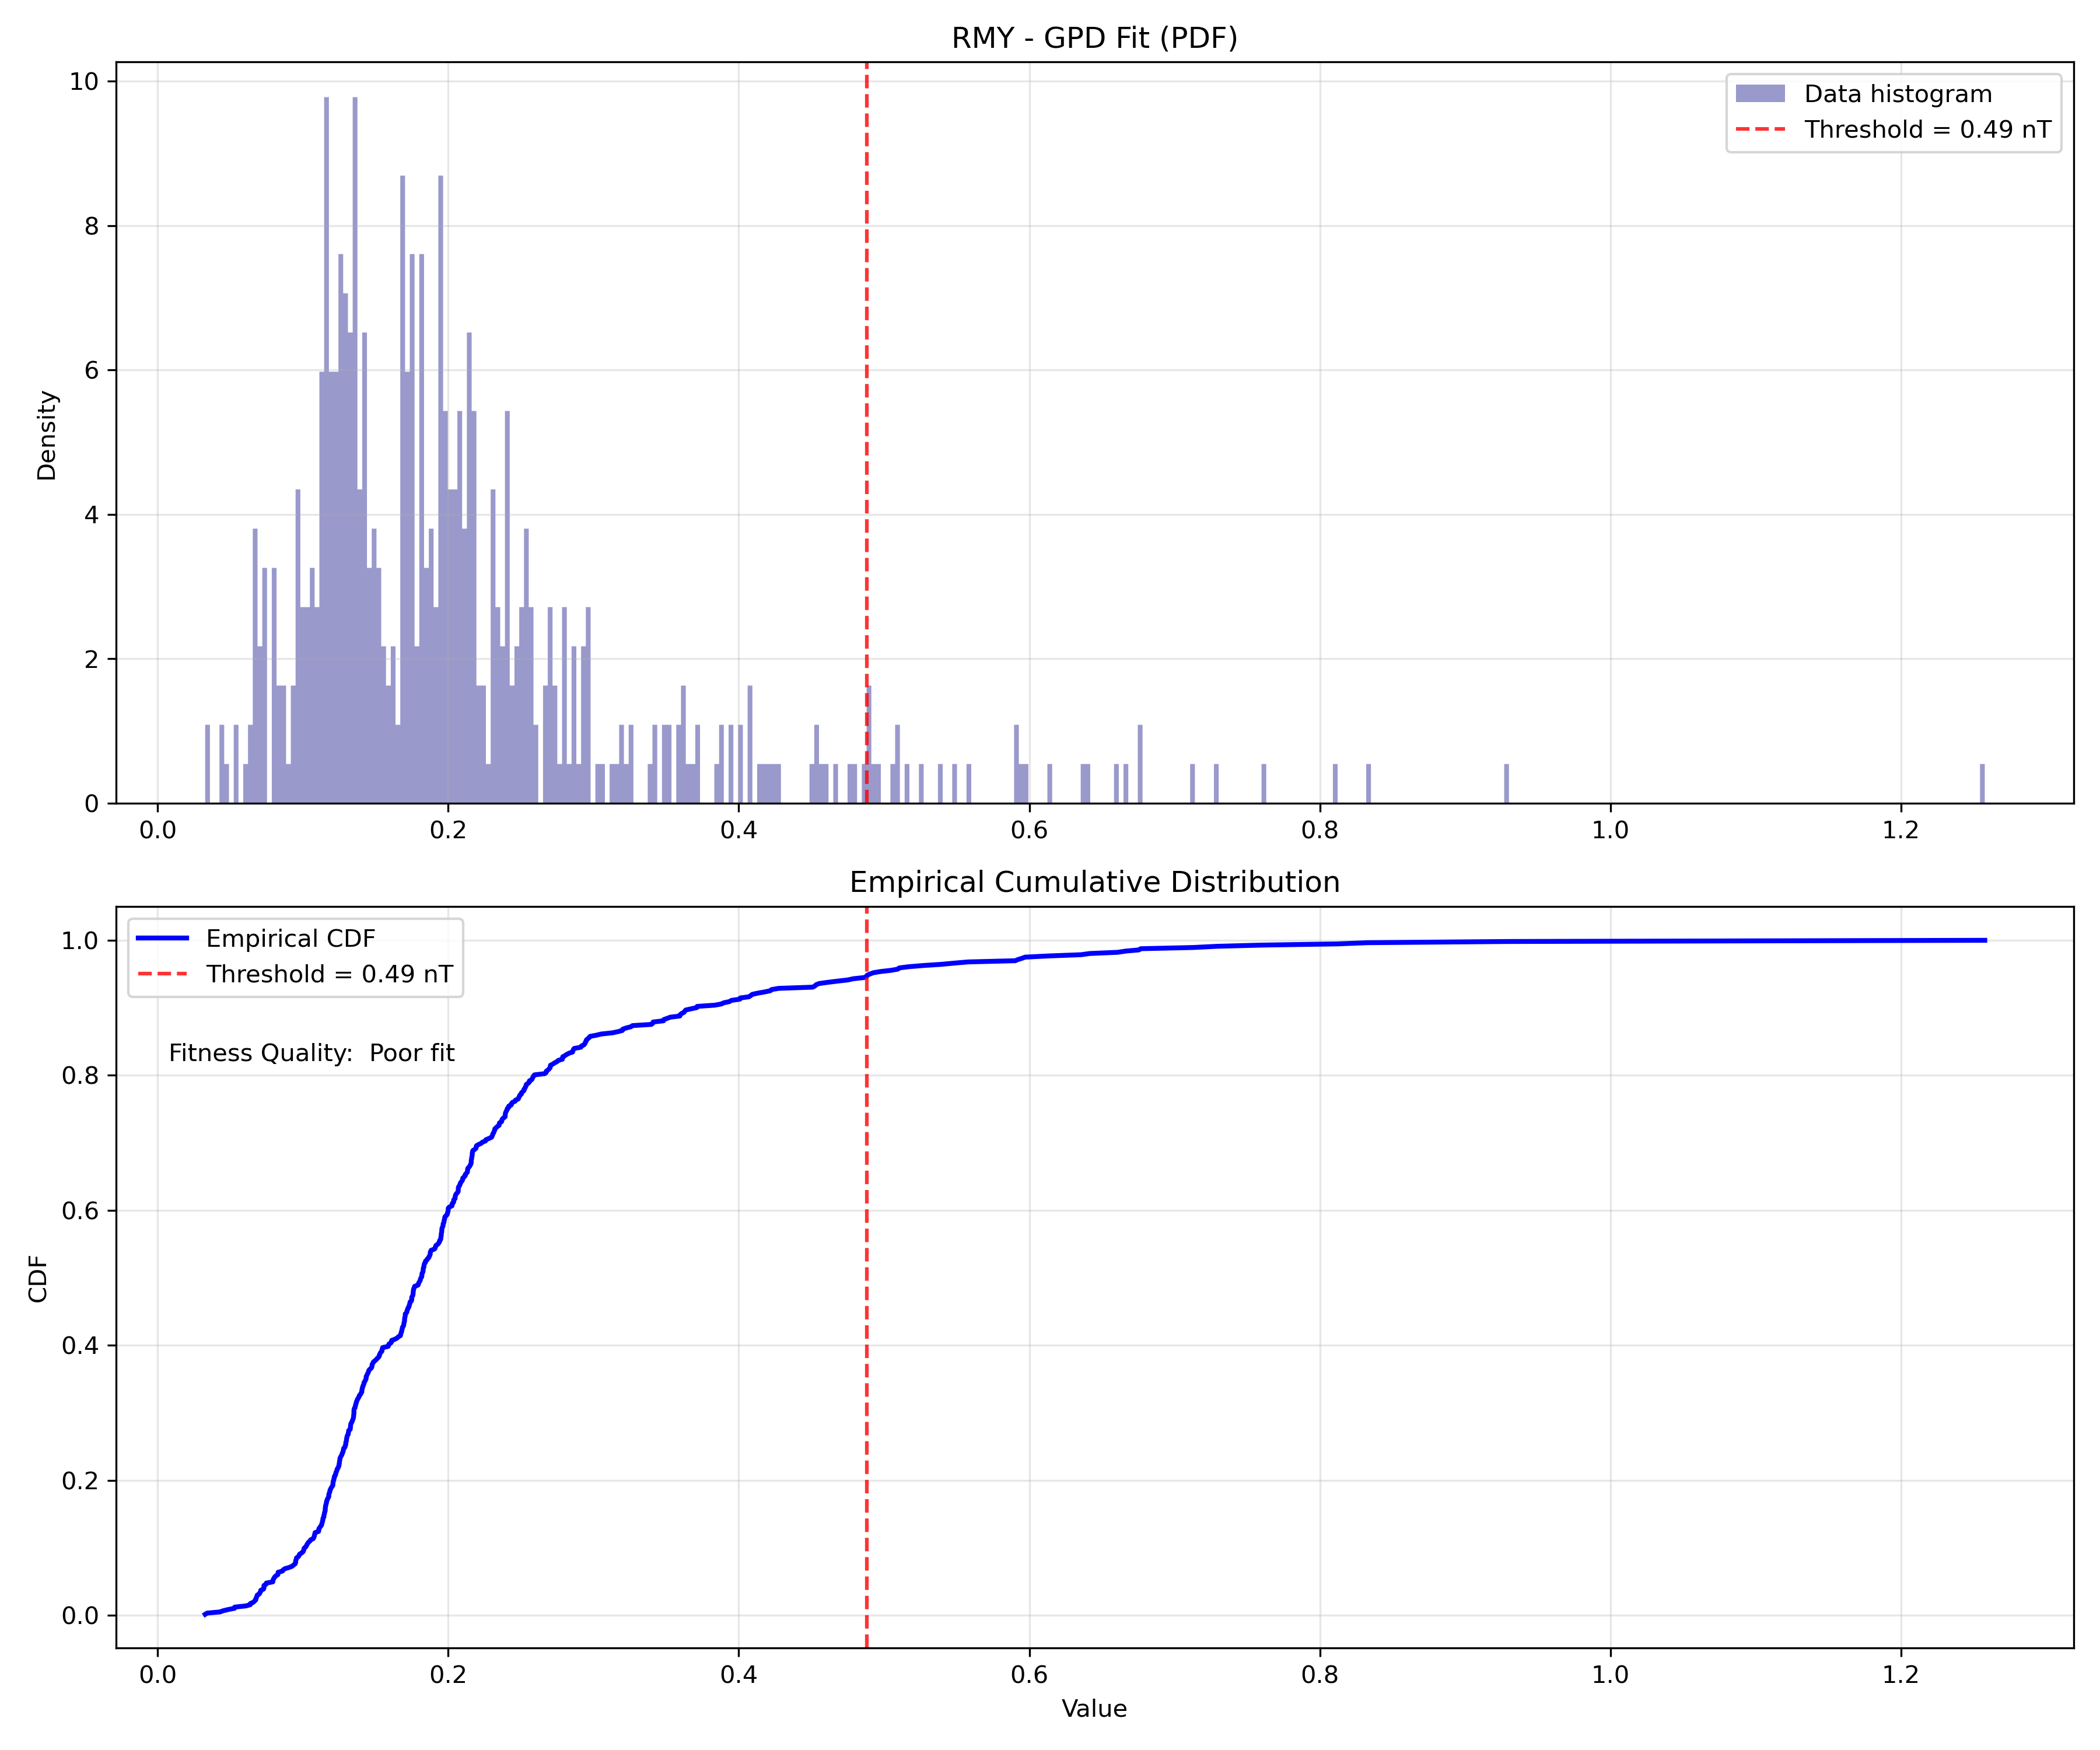 RMY - GPD Fit (PDF)
Density
10
8
6
4
2
0
Data histogram
Threshold = 0.49 nT
0.0 0.2 0.4 0.6 0.8 1.0 1.2
Empirical Cumulative Distribution
CDF
1.0
0.8
0.6
0.4
0.2
0.0
Empirical CDF
Threshold = 0.49 nT
Fitness Quality:  Poor fit
0.0 0.2 0.4 0.6 0.8 1.0 1.2
Value